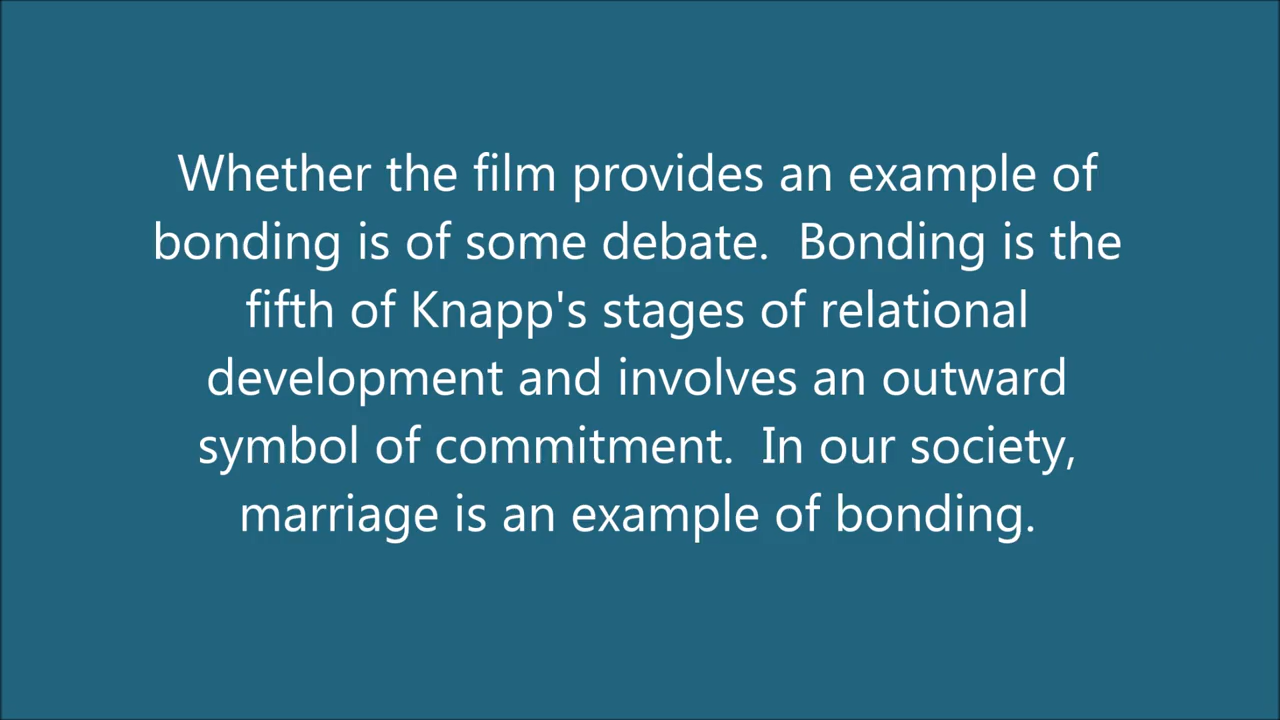 Whether the film provides an example of
bonding is of some debate.  Bonding is the
fifth of Knapp's stages of relational
development and involves an outward
symbol of commitment.  In our society,
marriage is an example of bonding.